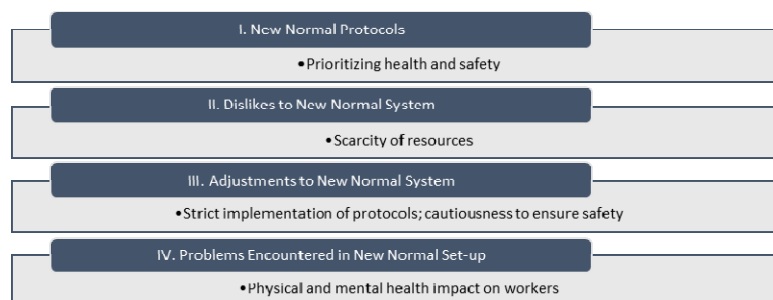 I. New Normal Protocols
•Prioritizing health and safety
II. Dislikes to New Normal System
•Scarcity of resources
III. Adjustments to New Normal System
•Strict implementation of protocols; cautiousness to ensure safety
IV. Problems Encountered in New Normal Set-up
•Physical and mental health impact on workers